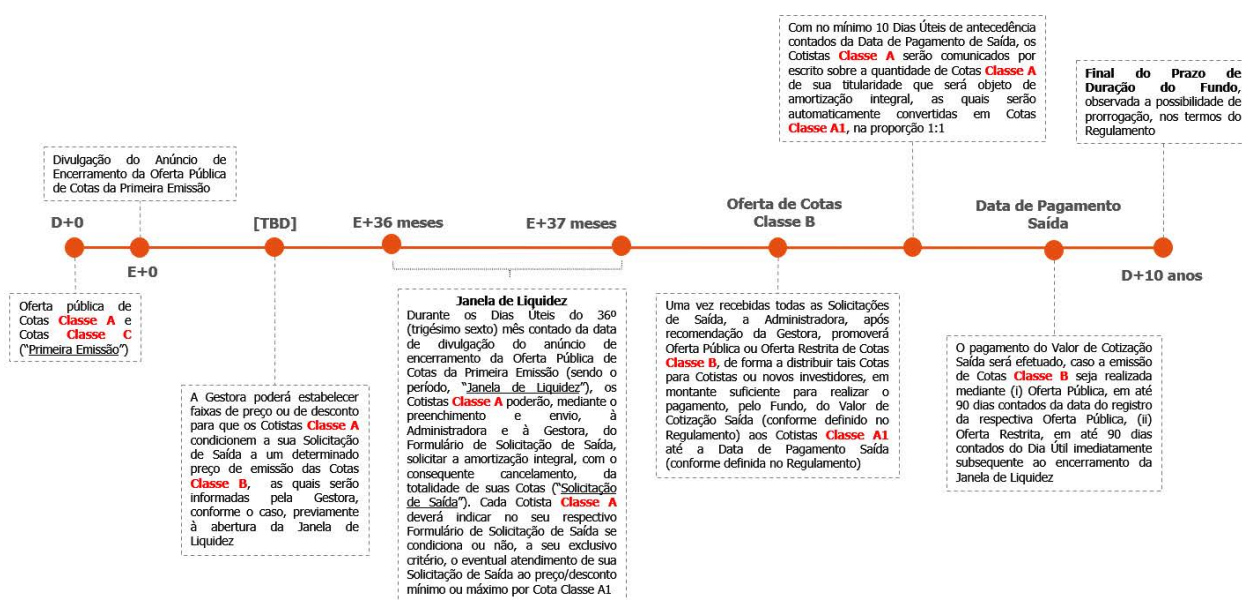 Com no mínimo 10 Dias Úteis de antecedência
contados da Data de Pagamento de Saída, os
Cotistas Classe A serão comunicados por
escrito sobre a quantidade de Cotas Classe A
de sua titularidade que será objeto de
amortização integral, as quais serão
automaticamente convertidas em Cotas
Classe A1, na proporção 1:1
Final do Prazo de
Duração do Fundo,
observada a possibilidade de
prorrogação, nos termos do
Regulamento
Divulgação do Anúncio de
Encerramento da Oferta Pública
de Cotas da Primeira Emissão
D+0
E+0
[TBD]
E+36 meses
E+37 meses
Oferta de Cotas
Classe B
Data de Pagamento
Saída
D+10 anos
Oferta pública de
Cotas Classe A e
Cotas Classe C
(“Primeira Emissão”)
A Gestora poderá estabelecer
faixas de preço ou de desconto
para que os Cotistas Classe A
condicionem a sua Solicitação
de Saída a um determinado
preço de emissão das Cotas
Classe B, as quais serão
informadas pela Gestora,
conforme o caso, previamente
à abertura da Janela de
Liquidez
Janela de Liquidez
Durante os Dias Úteis do 36º
(trigésimo sexto) mês contado da data
de divulgação do anúncio de
encerramento da Oferta Pública de
Cotas da Primeira Emissão (sendo o
período, “Janela de Liquidez”), os
Cotistas Classe A poderão, mediante o
preenchimento e envio, à
Administradora e à Gestora, do
Formulário de Solicitação de Saída,
solicitar a amortização integral, com o
consequente cancelamento, da
totalidade de suas Cotas (“Solicitação
de Saída”). Cada Cotista Classe A
deverá indicar no seu respectivo
Formulário de Solicitação de Saída se
condiciona ou não, a seu exclusivo
critério, o eventual atendimento de sua
Solicitação de Saída ao preço/desconto
mínimo ou máximo por Cota Classe A1
Uma vez recebidas todas as Solicitações
de Saída, a Administradora, após
recomendação da Gestora, promoverá
Oferta Pública ou Oferta Restrita de Cotas
Classe B, de forma a distribuir tais Cotas
para Cotistas ou novos investidores, em
montante suficiente para realizar o
pagamento, pelo Fundo, do Valor de
Cotização Saída (conforme definido no
Regulamento) aos Cotistas Classe A1
até a Data de Pagamento Saída
(conforme definida no Regulamento)
O pagamento do Valor de Cotização
Saída será efetuado, caso a emissão
de Cotas Classe B seja realizada
mediante (i) Oferta Pública, em até
90 dias contados da data do registro
da respectiva Oferta Pública, (ii)
Oferta Restrita, em até 90 dias
contados do Dia Útil imediatamente
subsequente ao encerramento da
Janela de Liquidez